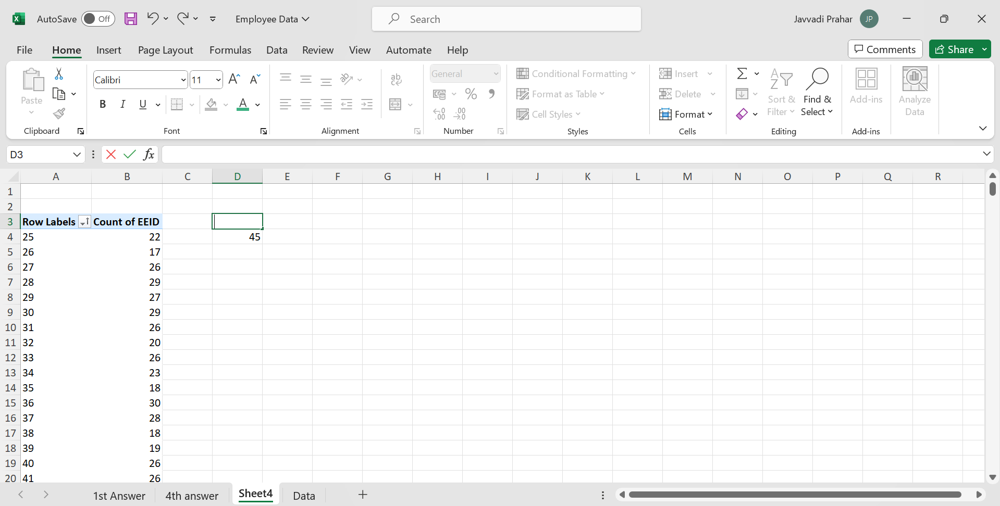 AutoSave Off Employee Data Search Javvadi Prahar JP
File Home Insert Page Layout Formulas Data Review View Automate Help Comments Share
Paste
Clipboard
Calibri 11
B I U A
Font
ab
Alignment
General
% 9
Number
Conditional Formatting
Format as Table
Cell Styles
Styles
Insert
Delete
Format
Cells
Sort & Filter
Find & Select
Editing
Add-ins
Add-ins
Analyze Data
D3 fx
A B C D E F G H I J K L M N O P Q R
1
2
3 Row Labels Count of EEID
4 25 22 45
5 26 17
6 27 26
7 28 29
8 29 27
9 30 29
10 31 26
11 32 20
12 33 26
13 34 23
14 35 18
15 36 30
16 37 28
17 38 18
18 39 19
19 40 26
20 41 26
1st Answer 4th answer Sheet4 Data